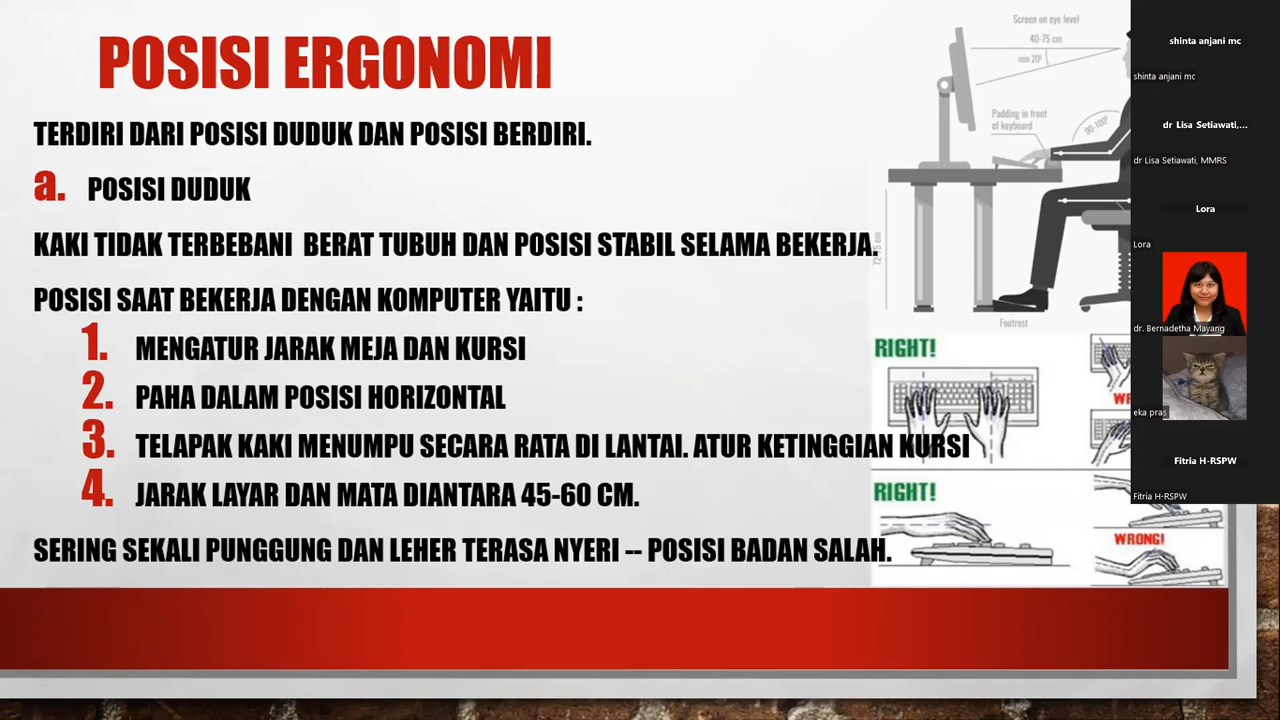 POSISI ERGONOMI
TERDIRI DARI POSISI DUDUK DAN POSISI BERDIRI.
a. POSISI DUDUK
KAKI TIDAK TERBEBANI BERAT TUBUH DAN POSISI STABIL SELAMA BEKERJA.
POSISI SAAT BEKERJA DENGAN KOMPUTER YAITU :
1. MENGATUR JARAK MEJA DAN KURSI
2. PAHA DALAM POSISI HORIZONTAL
3. TELAPAK KAKI MENUMPU SECARA RATA DI LANTAI. ATUR KETINGGIAN KURSI
4. JARAK LAYAR DAN MATA DIANTARA 45-60 CM.
SERING SEKALI PUNGGUNG DAN LEHER TERASA NYERI -- POSISI BADAN SALAH.
Screen on eye level
40-75 cm
min 20°
Padding in front
of keyboard
90-100°
Footrest
RIGHT!
RIGHT!
WRONG!
shinta anjani mc
shinta anjani mc
dr Lisa Setiawati,...
dr Lisa Setiawati, MMRS
Lora
Lora
dr. Bernadetha Mayang
eka pras
Fitria H-RSPW
Fitria H-RSPW